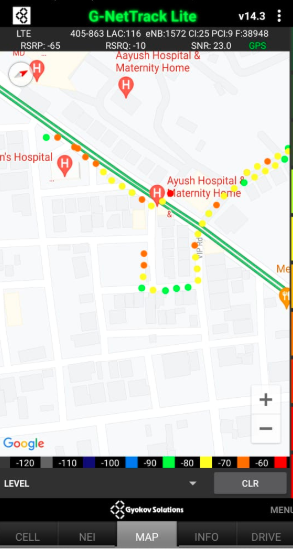 G-NetTrack Lite v14.3
LTE 405-863 LAC:116 eNB:1572 CI:25 PCI:9 F:38948
RSRP:-65 RSRQ:-10 SNR:23.0 GPS
MD
Aayush Hospital &
Maternity Home
n's Hospital
Ayush Hospital &
Maternity Home
&
VIP Rd
Me
+
−
Google
-120 -110 -100 -90 -80 -70 -60
LEVEL CLR
Gyokov Solutions MENU
CELL NEI MAP INFO DRIVE